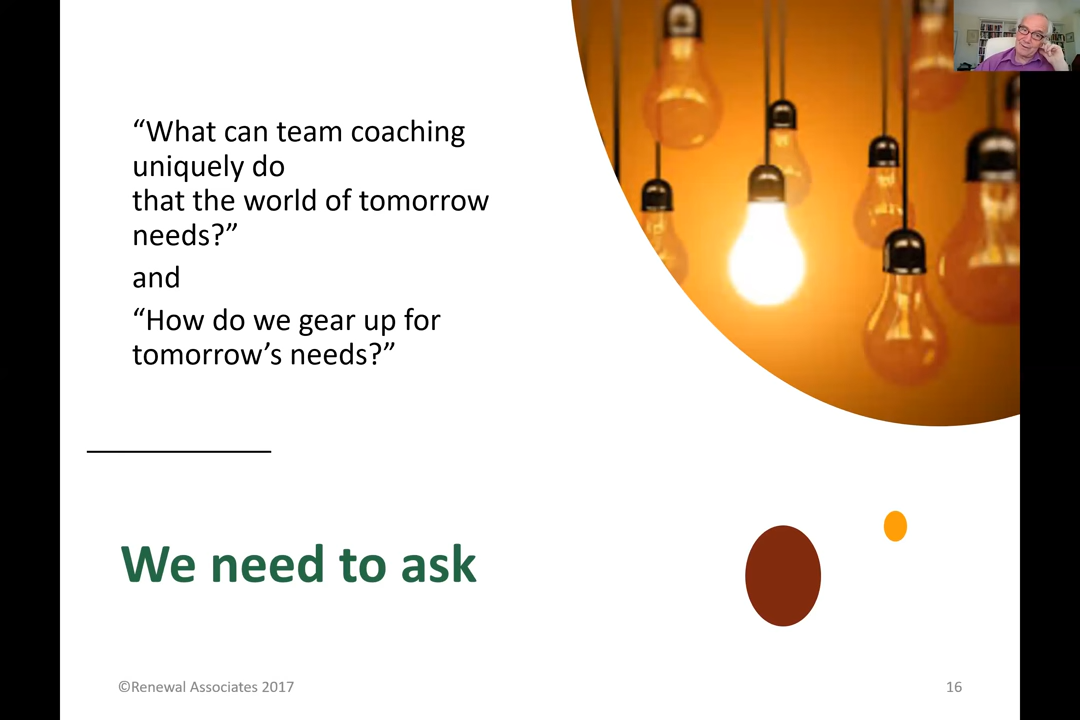 “What can team coaching
uniquely do
that the world of tomorrow
needs?”
and
“How do we gear up for
tomorrow’s needs?”
We need to ask
©Renewal Associates 2017
16